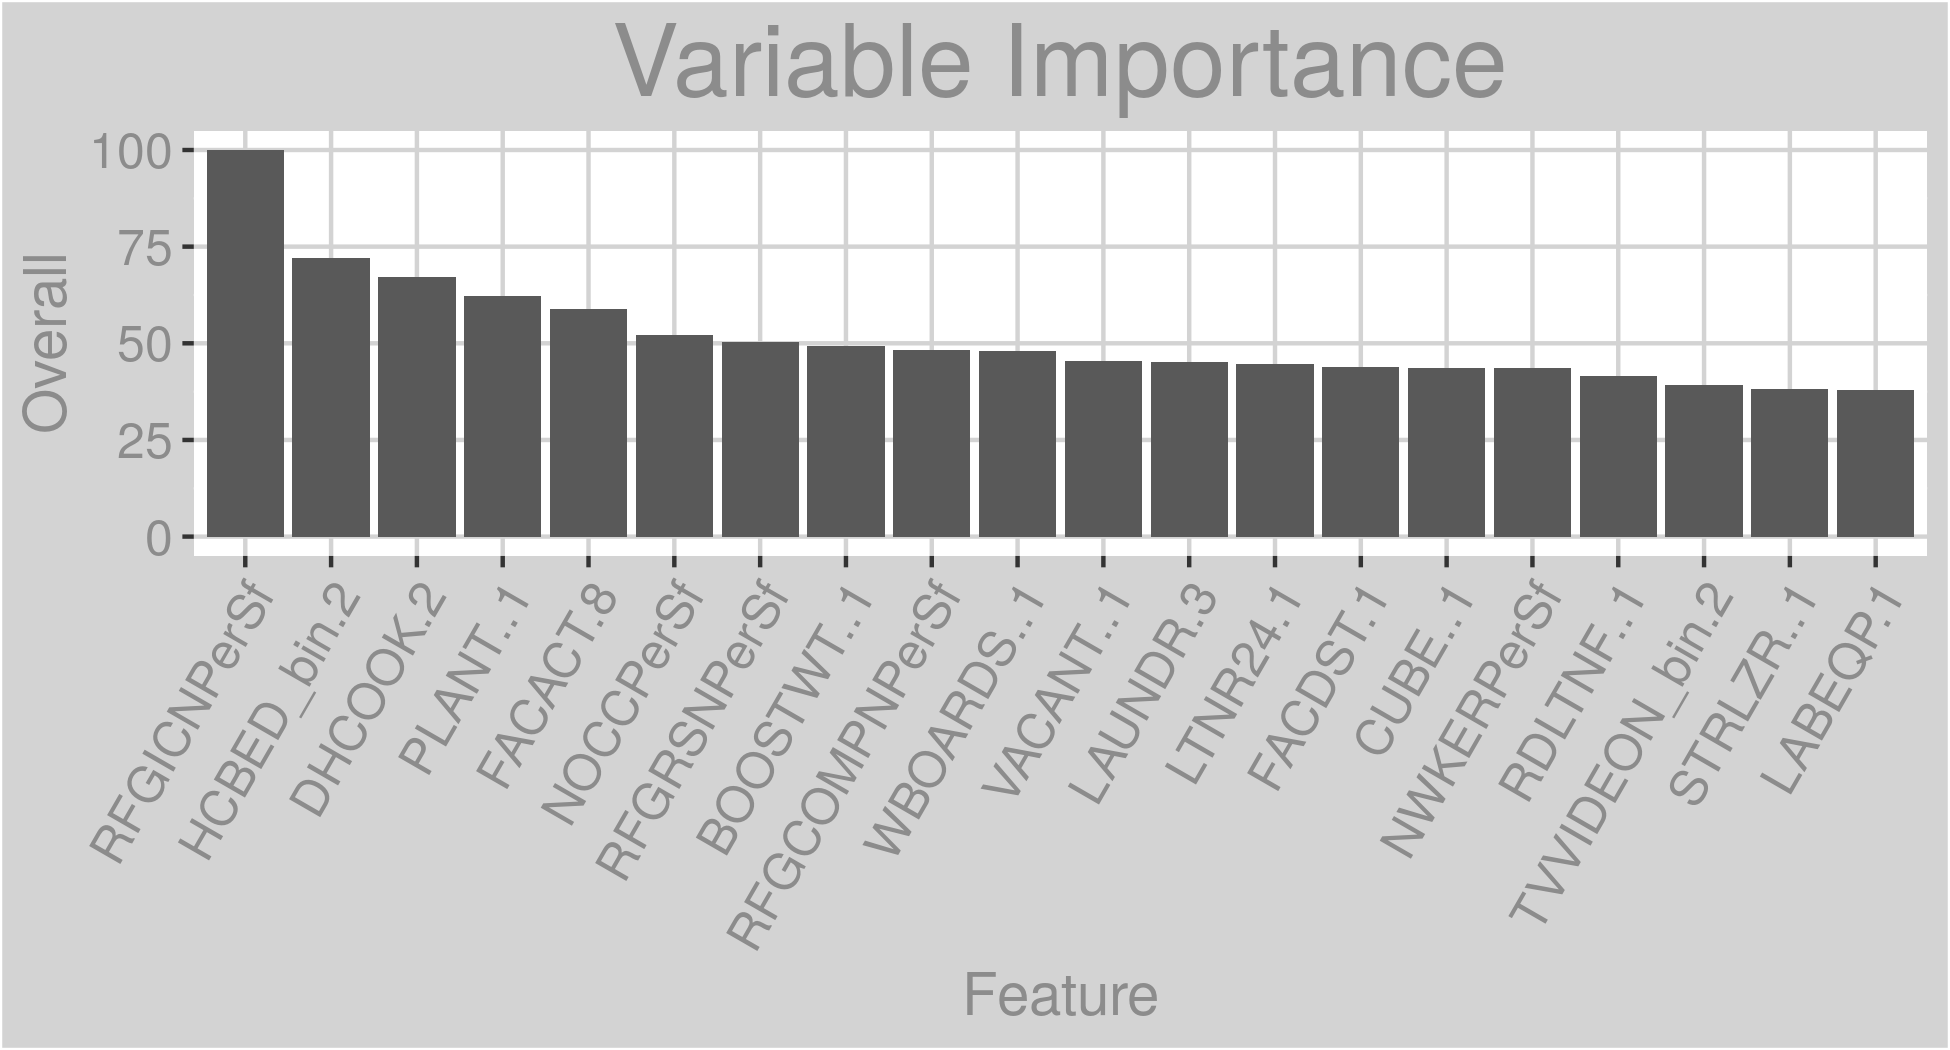 Variable Importance
Overall
100
75
50
25
0
RFGICNPerSf
HCBED_bin.2
DHCOOK.2
PLANT..1
FACACT.8
NOCCPerSf
RFGRSNPerSf
BOOSTWT..1
RFGCOMPNPerSf
WBOARDS..1
VACANT..1
LAUNDR.3
LTNR24.1
FACDST.1
CUBE..1
NWKERPerSf
RDLTNF..1
TVVIDEON_bin.2
STRLZR..1
LABEQP.1
Feature